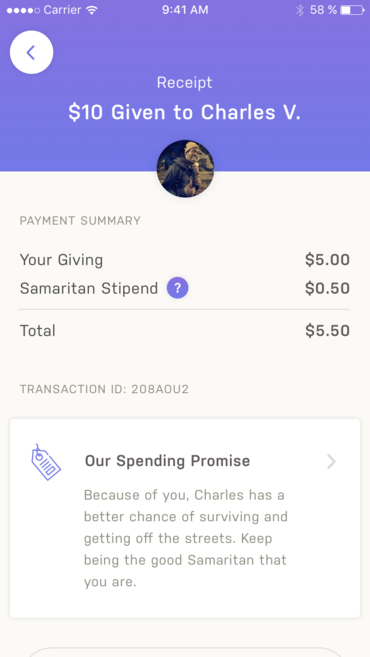 Carrier 9:41 AM 58 %
Receipt
$10 Given to Charles V.
PAYMENT SUMMARY
Your Giving $5.00
Samaritan Stipend ? $0.50
Total $5.50
TRANSACTION ID: 208AOU2
Our Spending Promise
Because of you, Charles has a
better chance of surviving and
getting off the streets. Keep
being the good Samaritan that
you are.